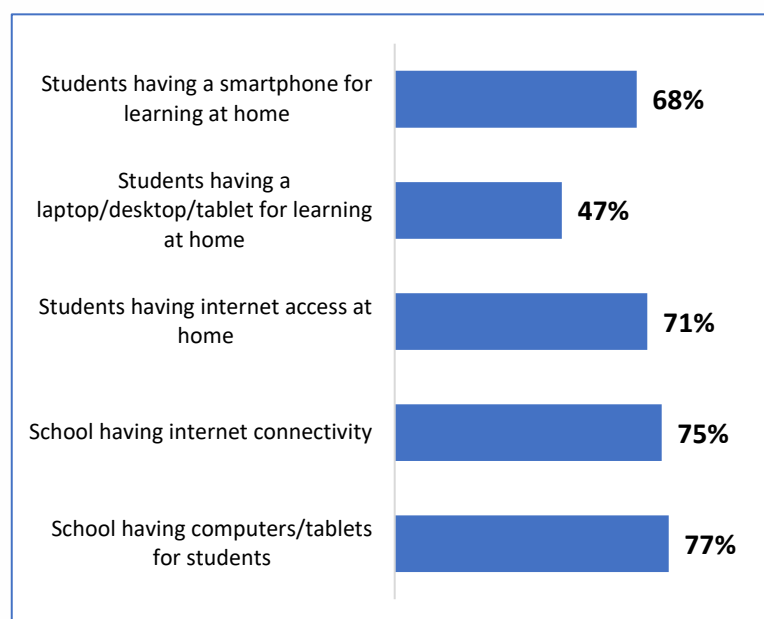 Students having a smartphone for
learning at home
68%
Students having a
laptop/desktop/tablet for learning
at home
47%
Students having internet access at
home
71%
School having internet connectivity
75%
School having computers/tablets
for students
77%